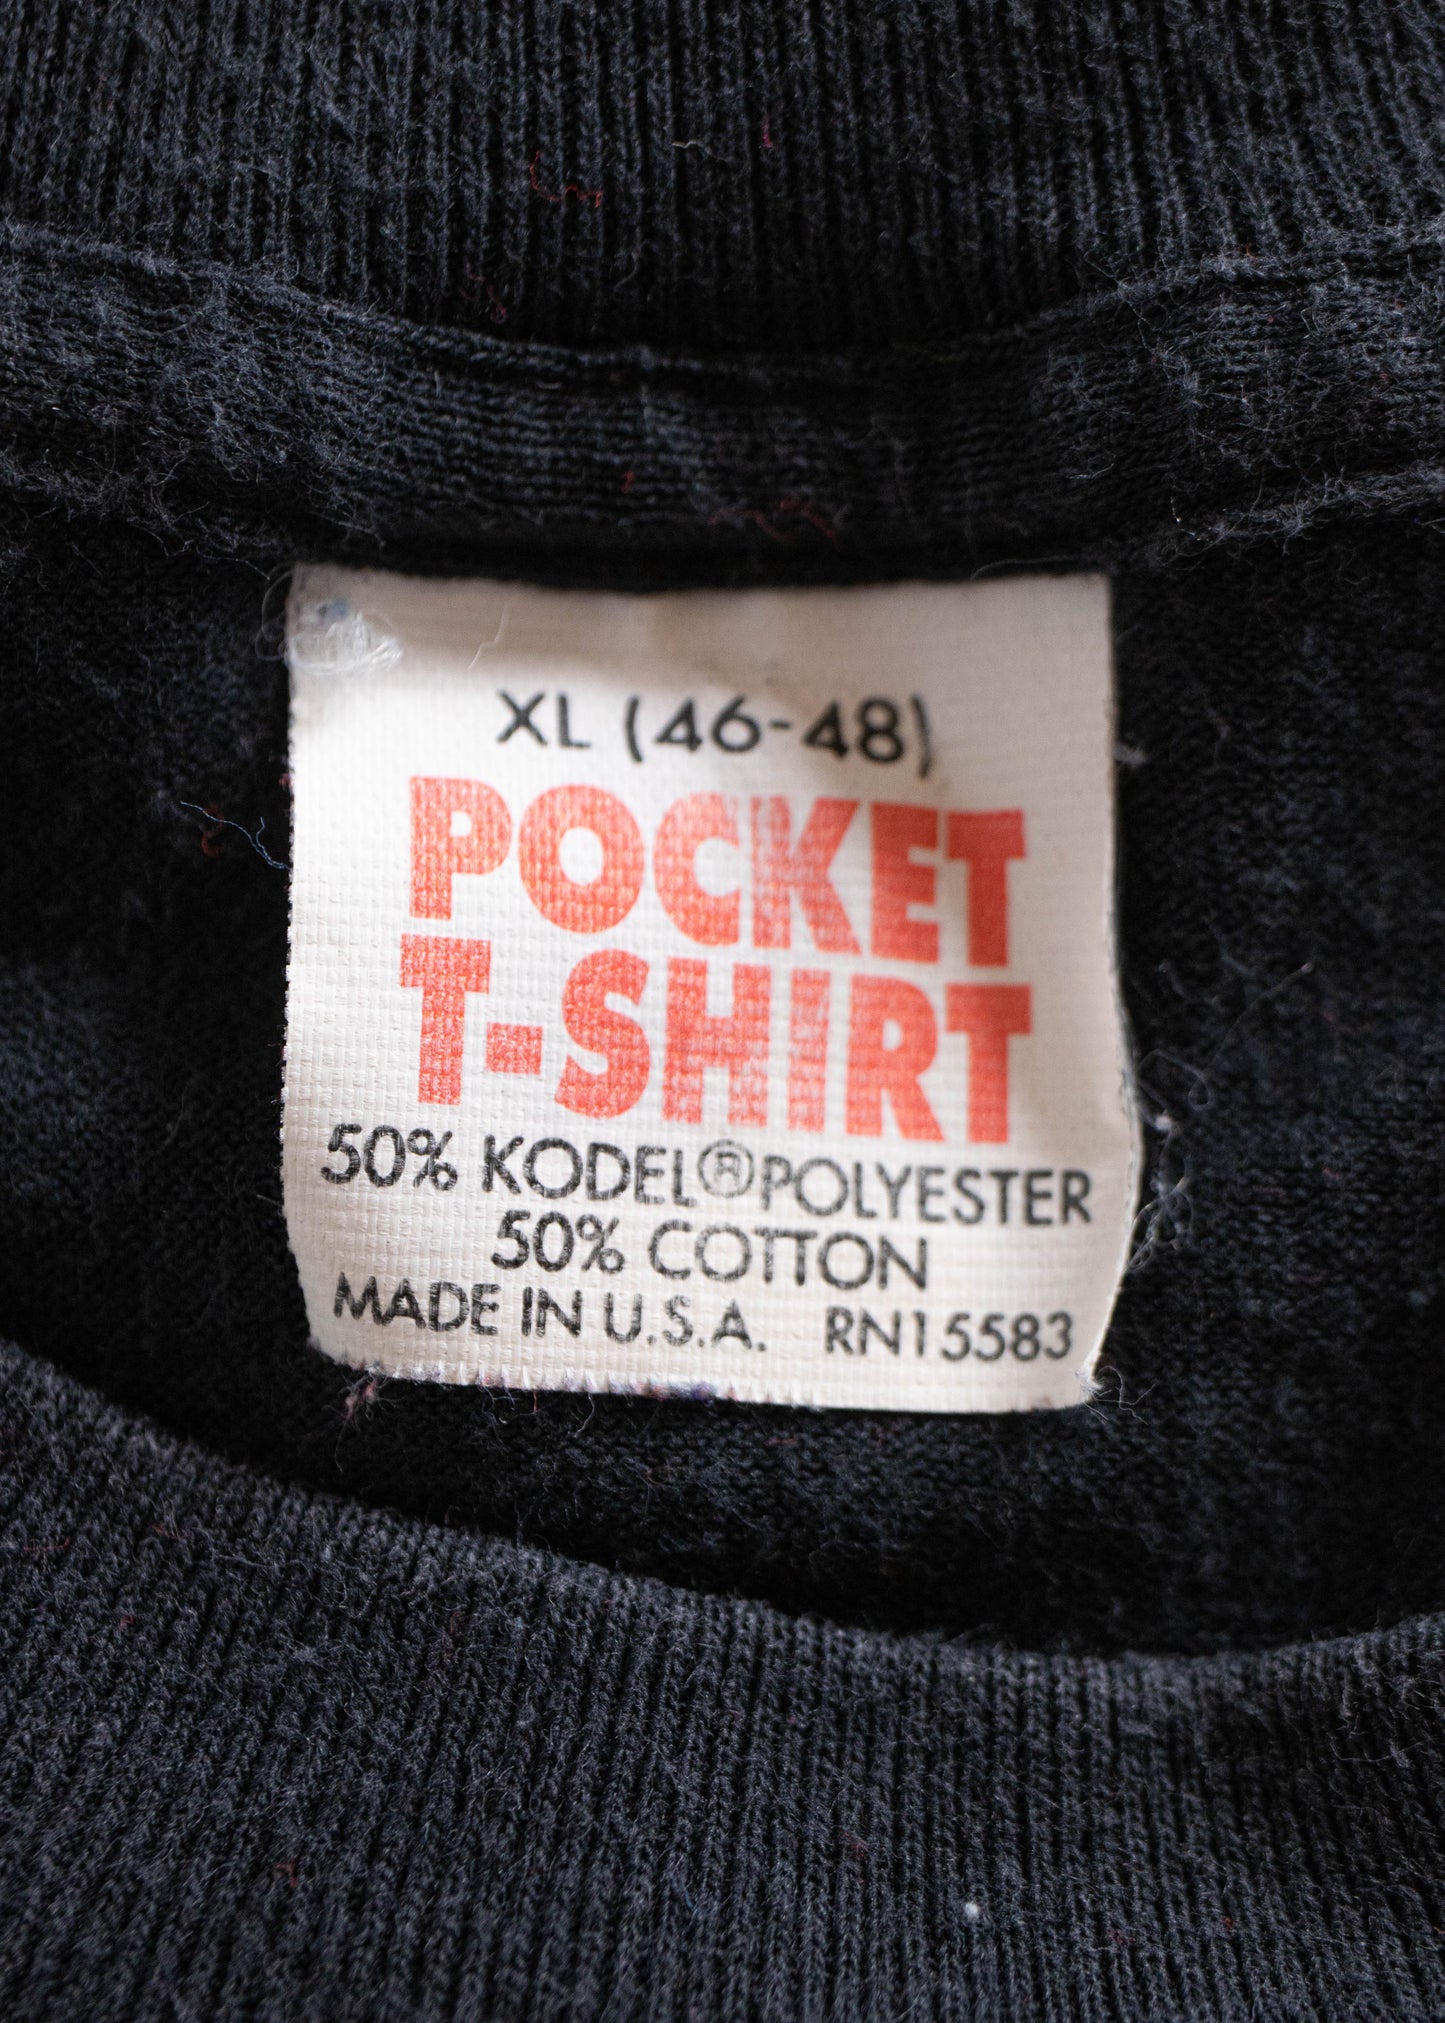 XL (46-48)
POCKET
T-SHIRT
50% KODEL® POLYESTER
50% COTTON
MADE IN U.S.A. RN15583